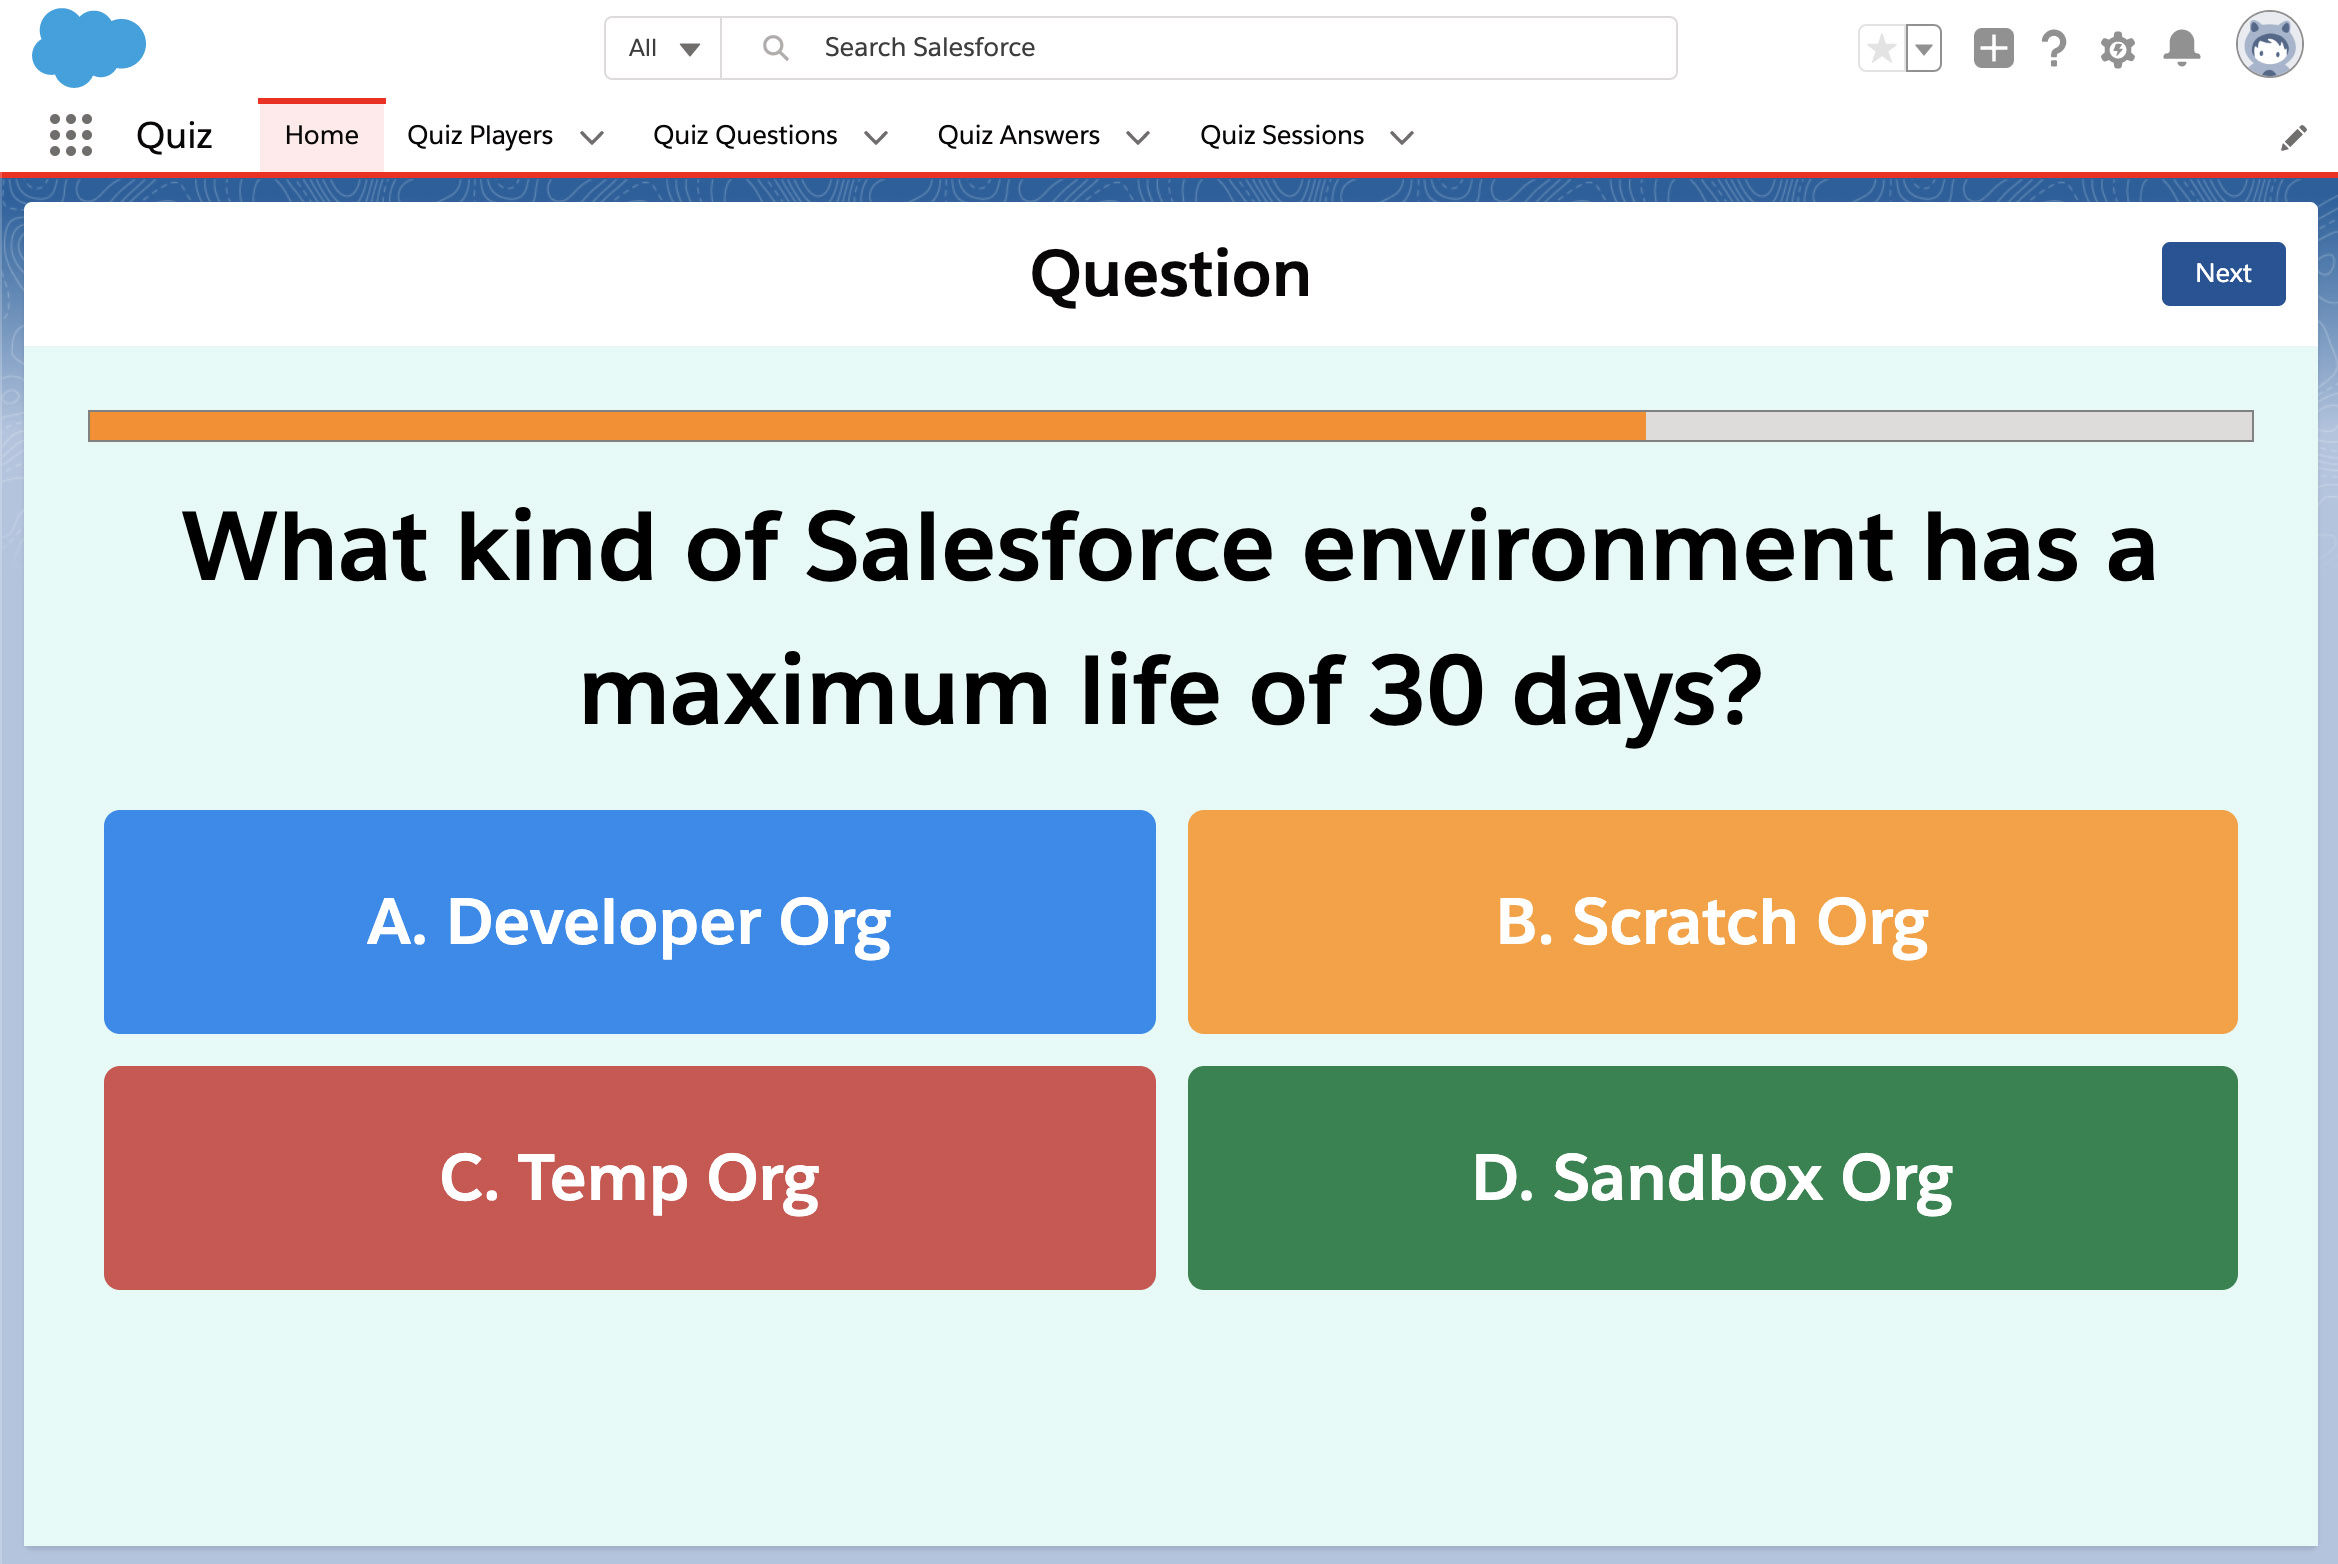 All
Search Salesforce
Quiz
Home
Quiz Players
Quiz Questions
Quiz Answers
Quiz Sessions
Question
Next
What kind of Salesforce environment has a
maximum life of 30 days?
A. Developer Org
B. Scratch Org
C. Temp Org
D. Sandbox Org